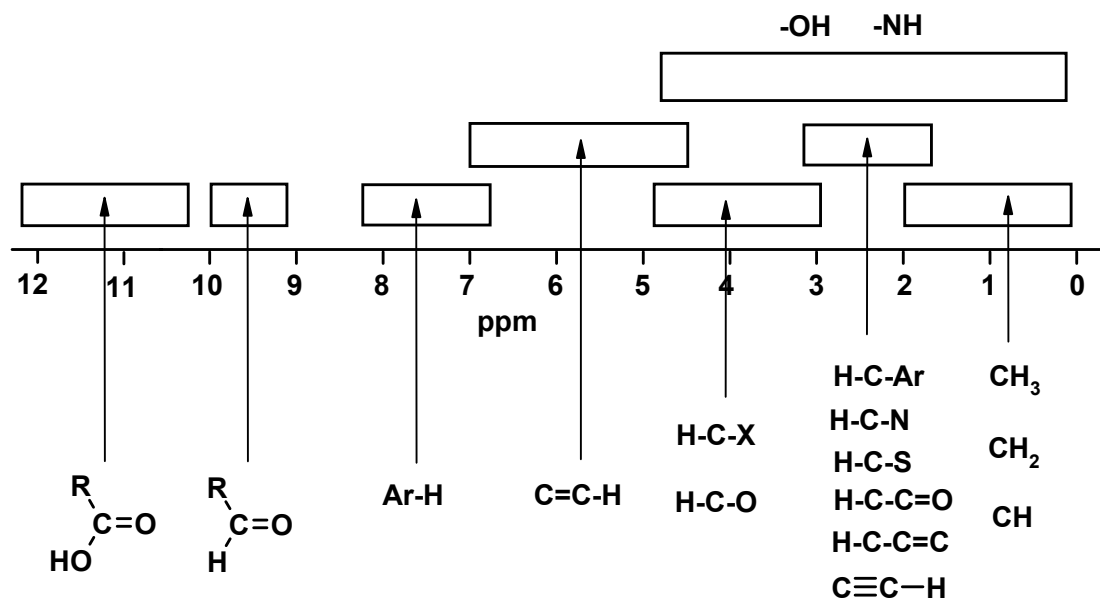 -OH -NH
12 11 10 9 8 7 6 5 4 3 2 1 0
ppm
H-C-Ar
CH₃
H-C-N
H-C-X
CH₂
H-C-S
R
R
Ar-H
C=C-H
H-C-O
H-C-C=O
CH
C=O
C=O
H-C-C=C
HO
H
C≡C-H